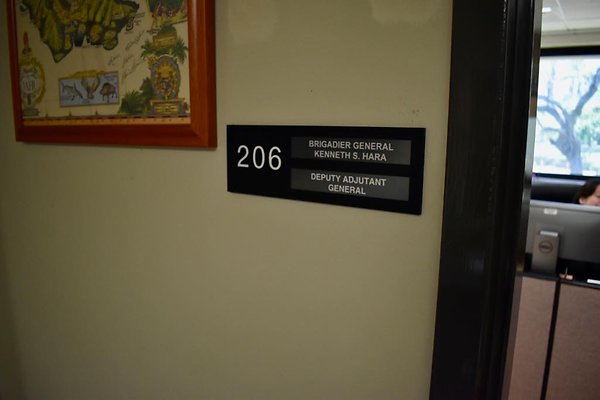 206
BRIGADIER GENERAL
KENNETH S. HARA
DEPUTY ADJUTANT
GENERAL